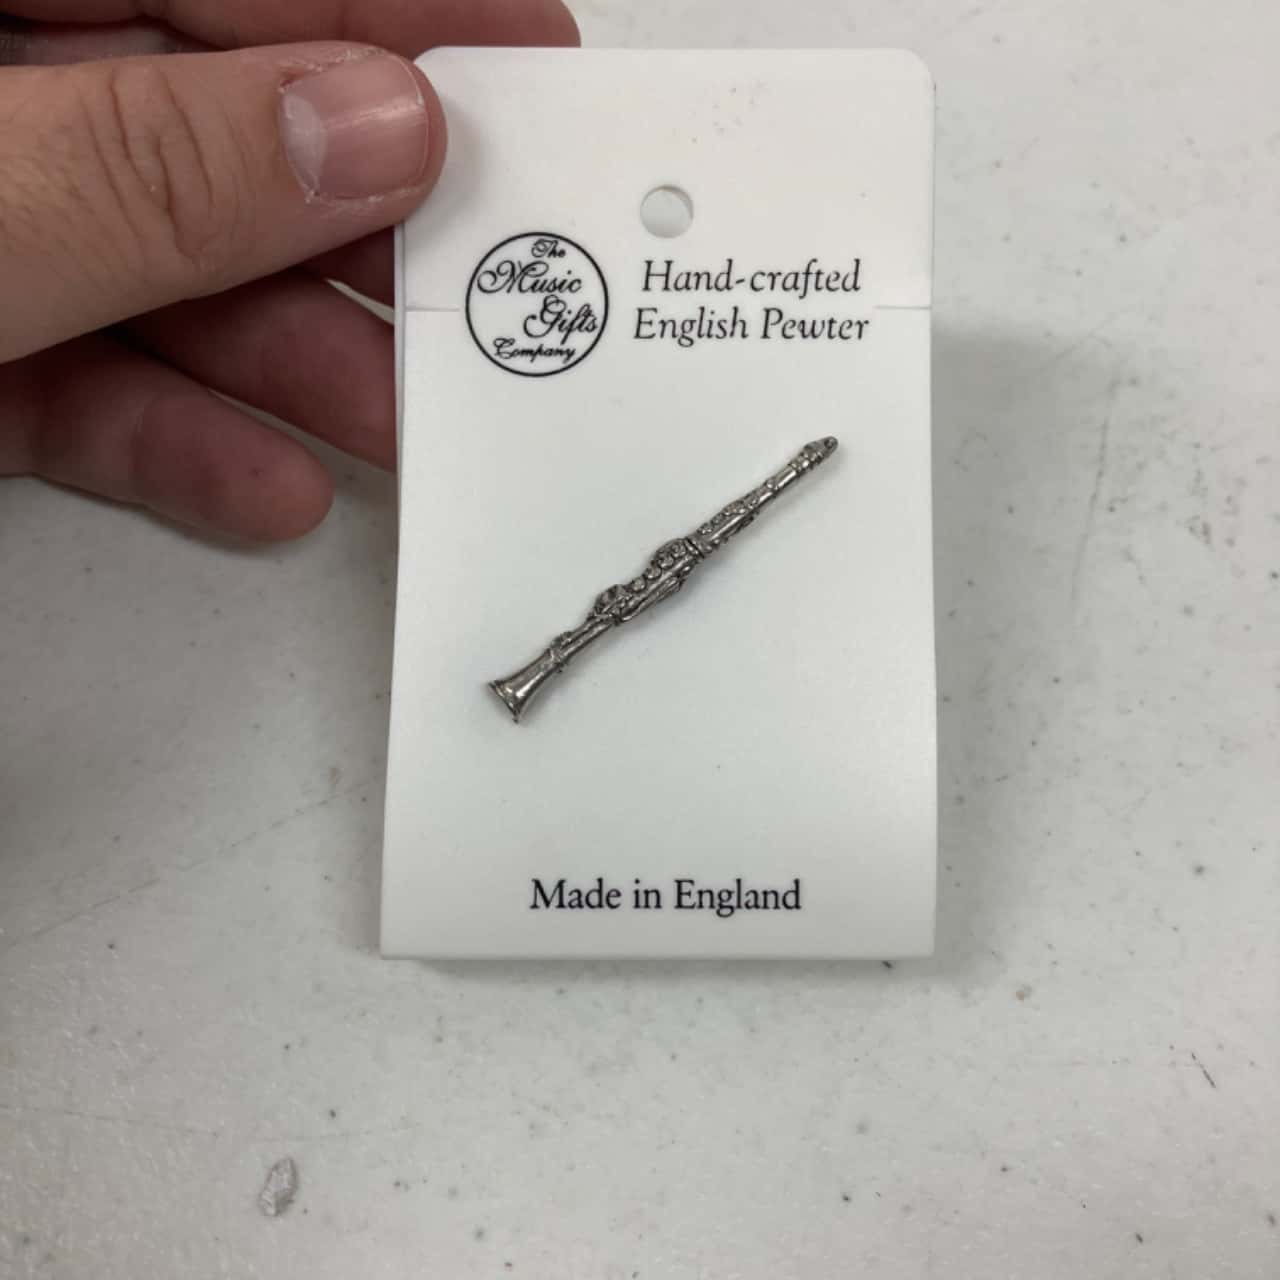 The
Music
Gifts
Company
Hand-crafted
English Pewter
Made in England